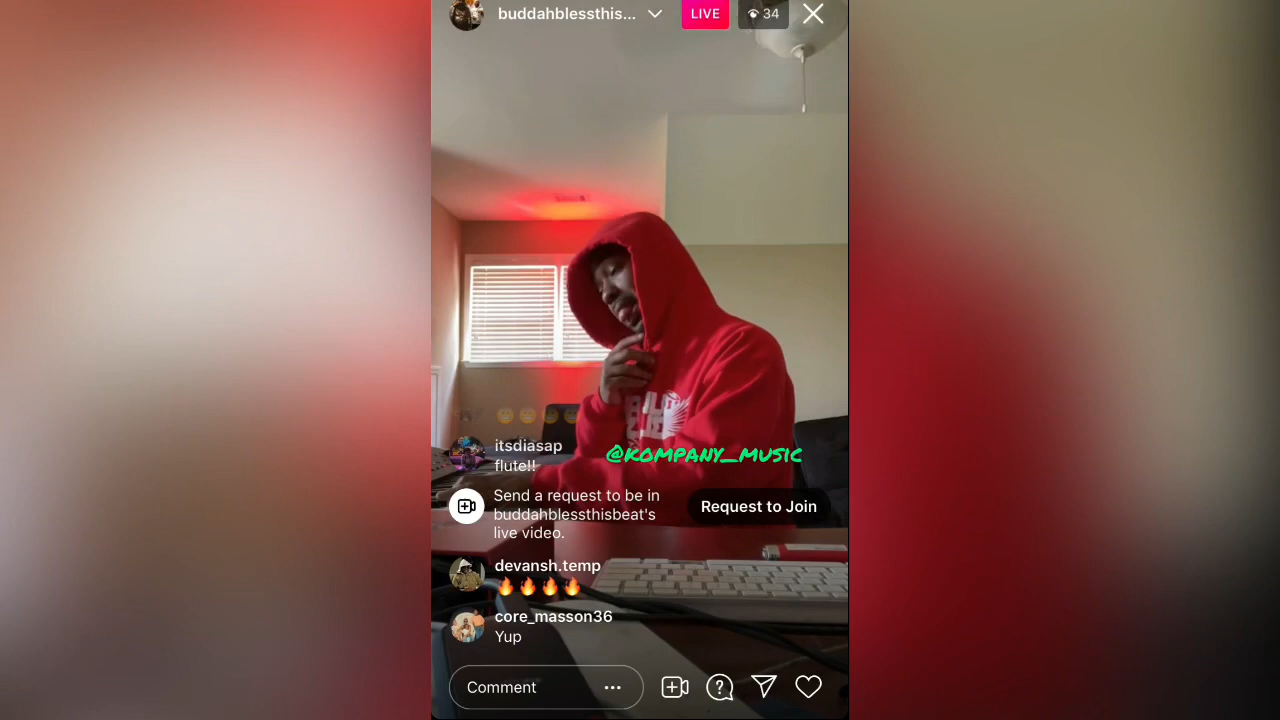 buddahblessthis...
LIVE
34
itsdiasap
flute!!
@KOMPANY_MUSIC
Send a request to be in
buddahblessthisbeat's
live video.
Request to Join
devansh.temp
core_masson36
Yup
Comment